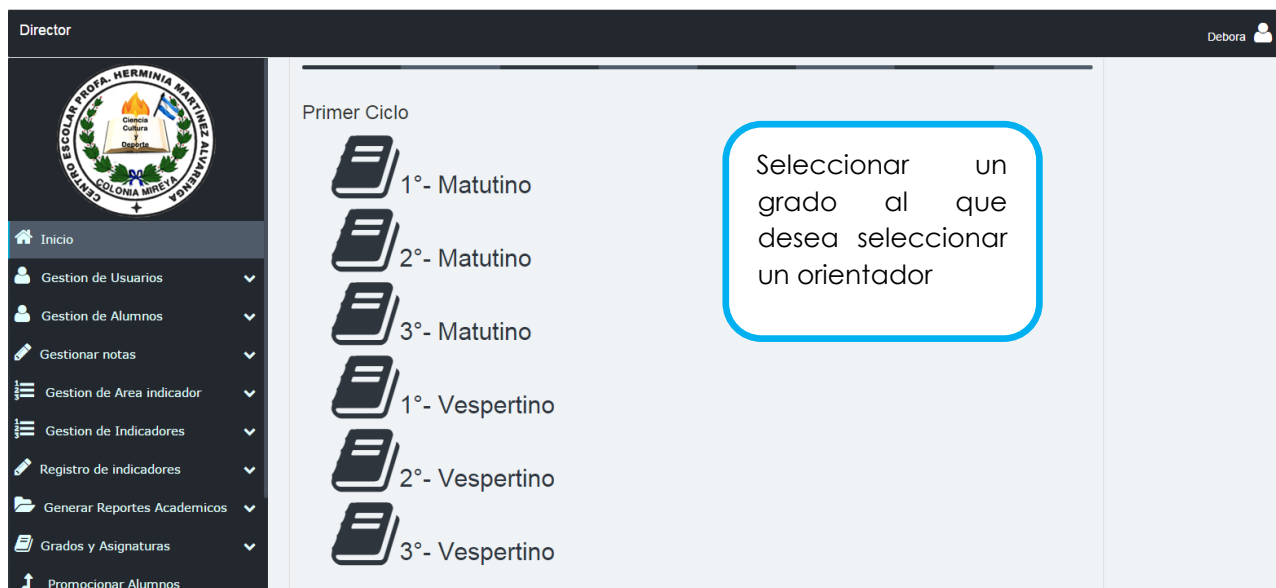 Director
Debora
CENTRO ESCOLAR PROFA. HERMINIA MARTINEZ ALVARENGA
Ciencia
Cultura
y
Deporte
COLONIA MIREYA
Inicio
Gestion de Usuarios
Gestion de Alumnos
Gestionar notas
Gestion de Area indicador
Gestion de Indicadores
Registro de indicadores
Generar Reportes Academicos
Grados y Asignaturas
Promocionar Alumnos
Primer Ciclo
1°- Matutino
2°- Matutino
3°- Matutino
1°- Vespertino
2°- Vespertino
3°- Vespertino
Seleccionar un
grado al que
desea seleccionar
un orientador